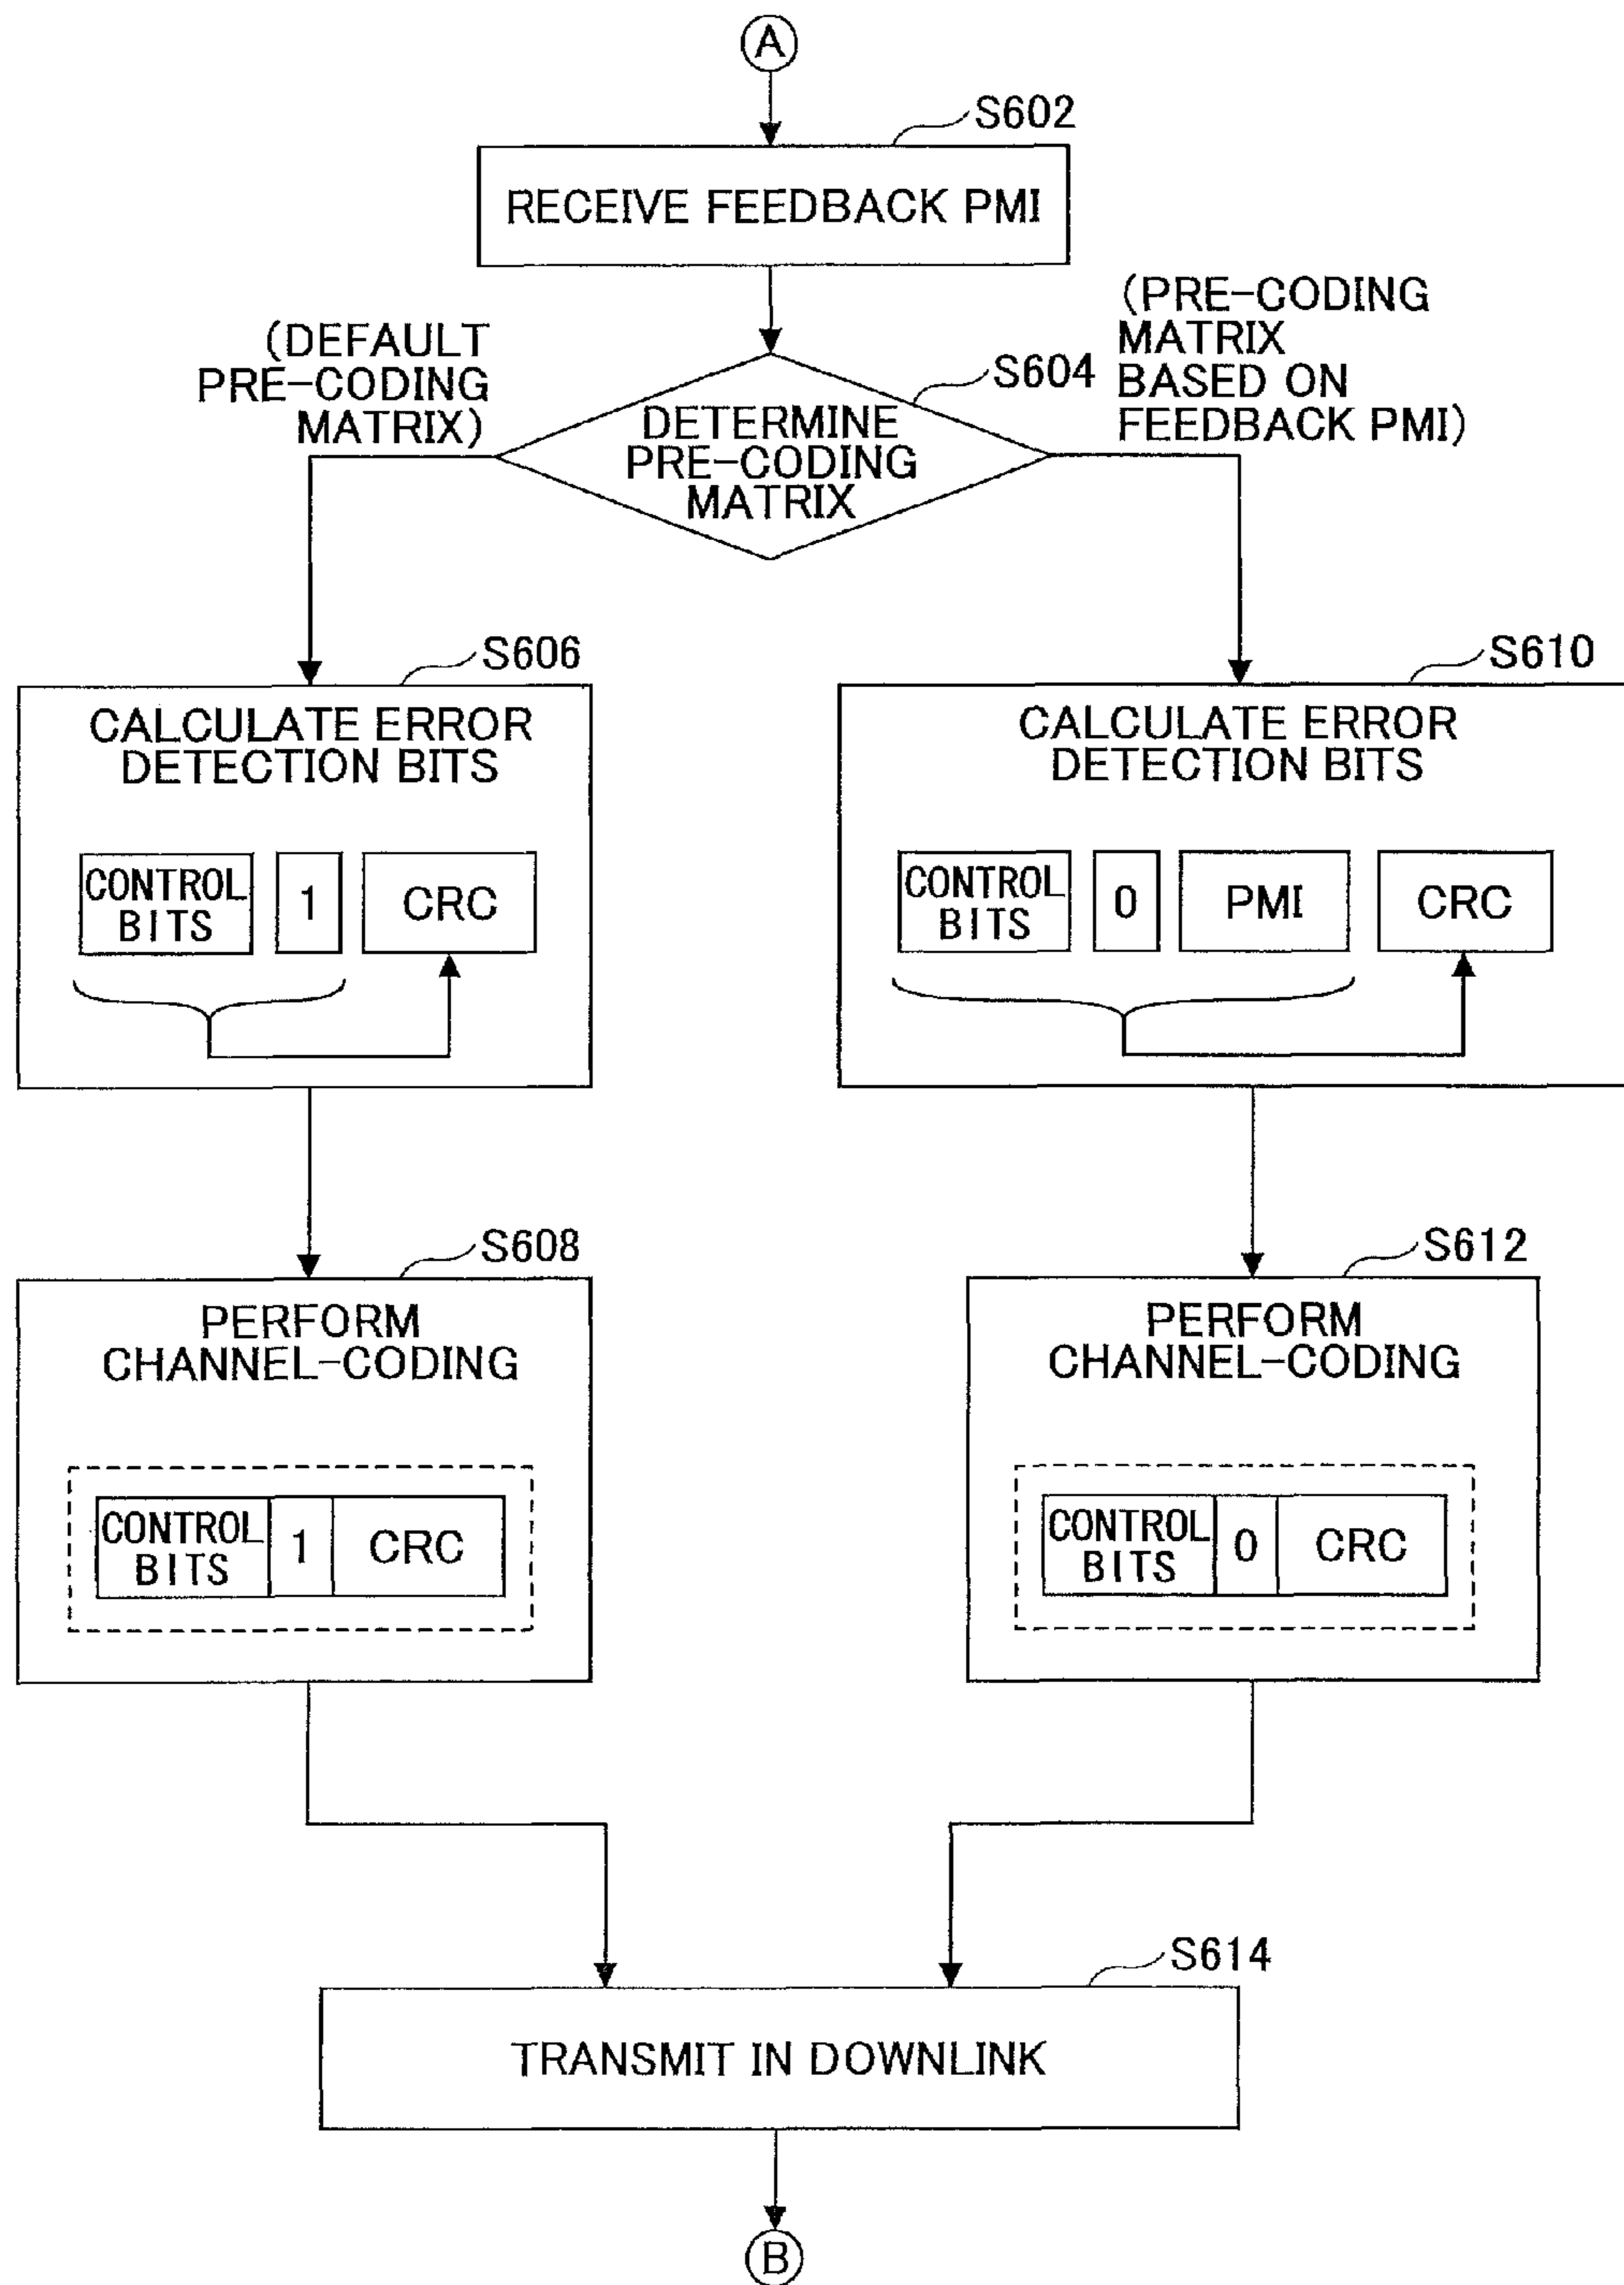 A
S602
RECEIVE FEEDBACK PMI
(DEFAULT
PRE-CODING
MATRIX)
(PRE-CODING
MATRIX
BASED ON
FEEDBACK PMI)
S604
DETERMINE
PRE-CODING
MATRIX
S606
CALCULATE ERROR
DETECTION BITS
CONTROL
BITS
1
CRC
S610
CALCULATE ERROR
DETECTION BITS
CONTROL
BITS
0
PMI
CRC
S608
PERFORM
CHANNEL-CODING
CONTROL
BITS
1
CRC
S612
PERFORM
CHANNEL-CODING
CONTROL
BITS
0
CRC
S614
TRANSMIT IN DOWNLINK
B